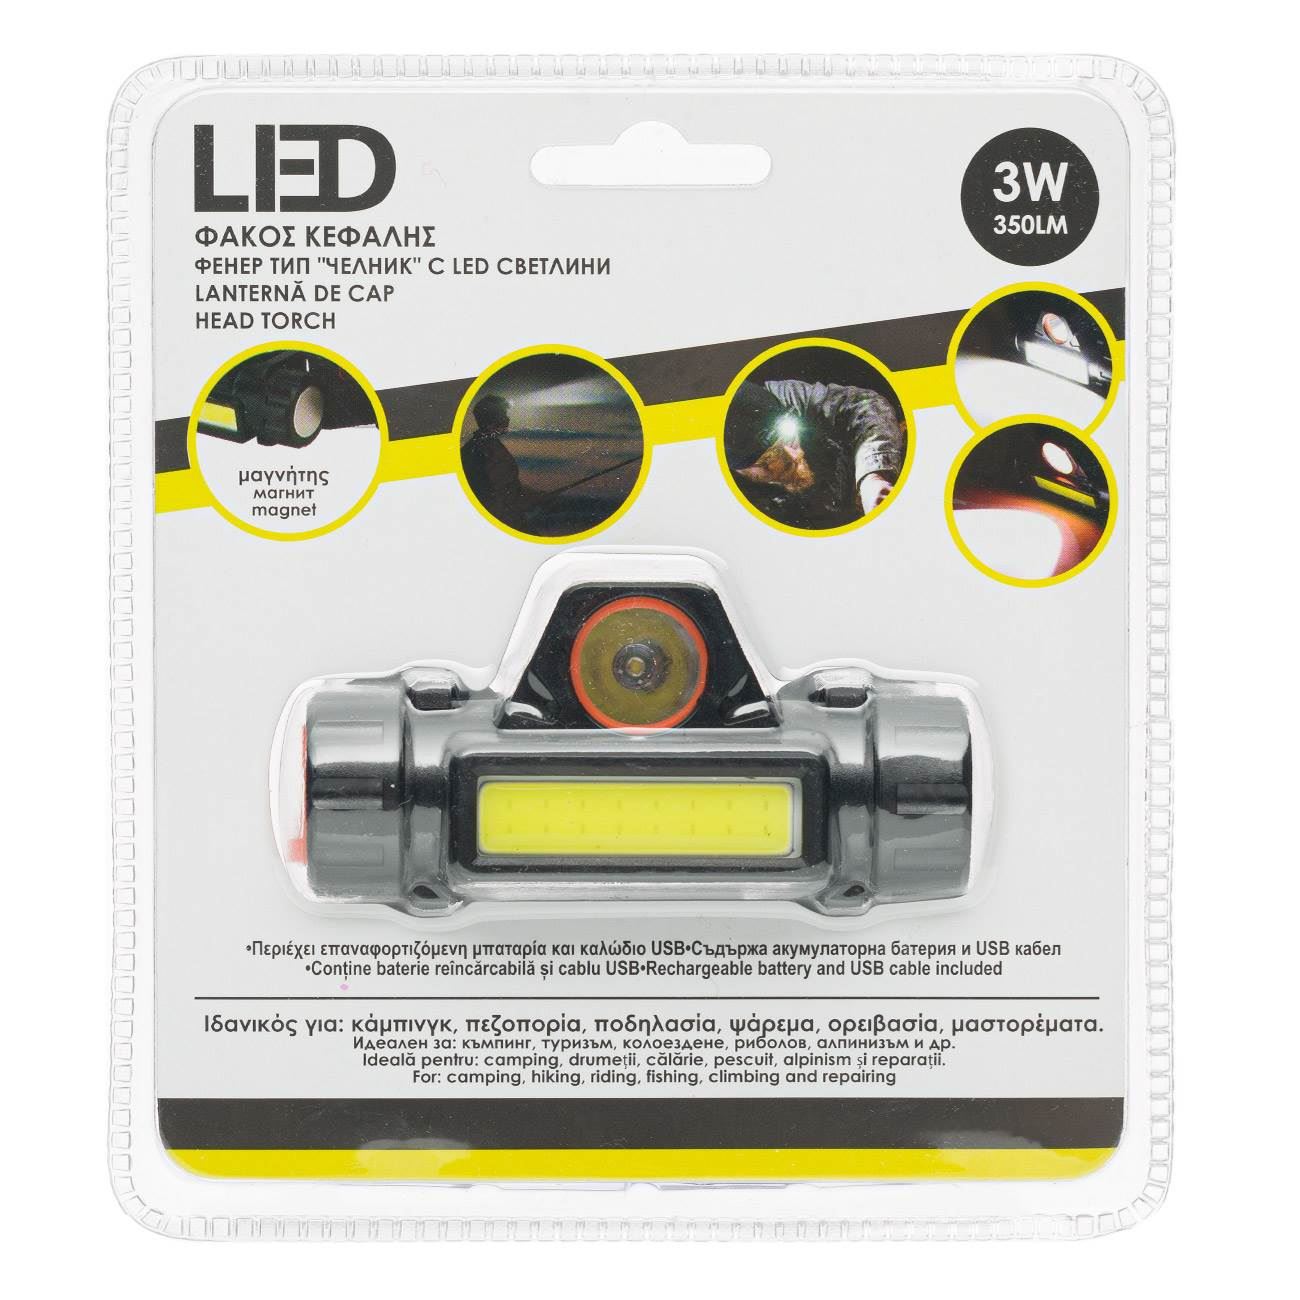 LED
ΦΑΚΟΣ ΚΕΦΑΛΗΣ
ФЕНЕР ТИП "ЧЕЛНИК" С LED СВЕТЛИНИ
LANTERNĂ DE CAP
HEAD TORCH
3W
350LM
μαγνήτης
магнит
magnet
•Περιέχει επαναφορτιζόμενη μπαταρία και καλώδιο USB•Съдържа акумулаторна батерия и USB кабел
•Conține baterie reîncărcabilă și cablu USB•Rechargeable battery and USB cable included
Ιδανικός για: κάμπινγκ, πεζοπορία, ποδηλασία, ψάρεμα, ορειβασία, μαστορέματα.
Идеален за: къмпинг, туризъм, колоездене, риболов, алпинизъм и др.
Ideală pentru: camping, drumeții, călărie, pescuit, alpinism și reparații.
For: camping, hiking, riding, fishing, climbing and repairing